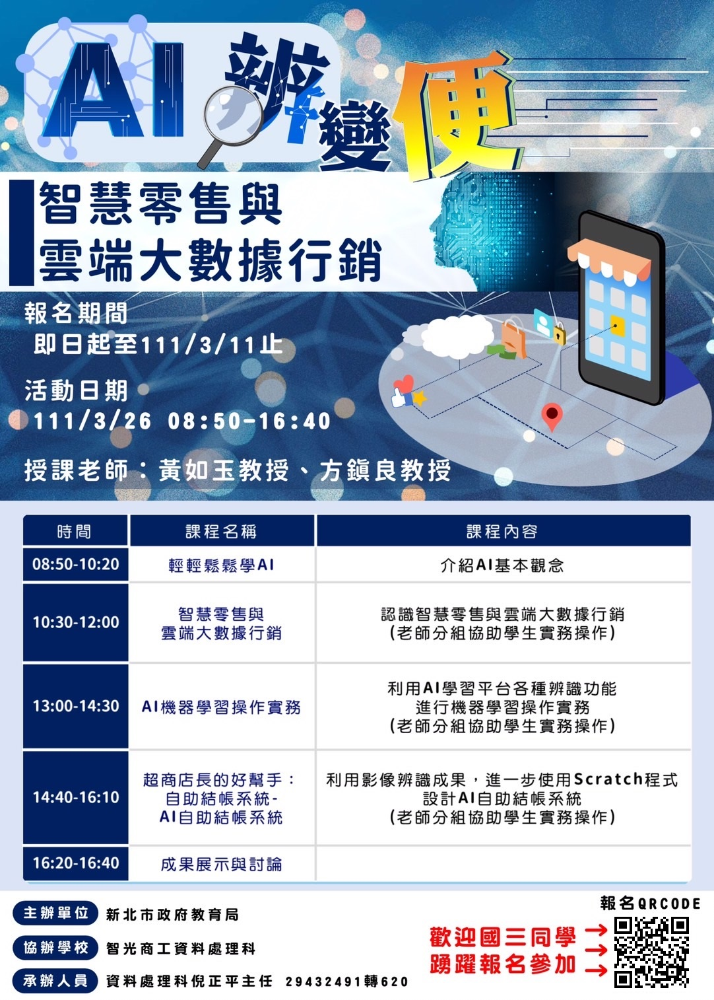 AI 辨變便
智慧零售與
雲端大數據行銷
報名期間
即日起至111/3/11止
活動日期
111/3/26 08:50-16:40
授課老師：黃如玉教授、方鎮良教授
時間 課程名稱 課程內容
08:50-10:20 輕輕鬆鬆學AI 介紹AI基本觀念
10:30-12:00
智慧零售與
雲端大數據行銷
認識智慧零售與雲端大數據行銷
(老師分組協助學生實務操作)
13:00-14:30
AI機器學習操作實務
利用AI學習平台各種辨識功能
進行機器學習操作實務
(老師分組協助學生實務操作)
14:40-16:10
超商店長的好幫手：
自助結帳系統-
AI自助結帳系統
利用影像辨識成果，進一步使用Scratch程式
設計AI自助結帳系統
(老師分組協助學生實務操作)
16:20-16:40 成果展示與討論
主辦單位 新北市政府教育局
協辦學校 智光商工資料處理科
承辦人員 資料處理科倪正平主任 29432491轉620
報名QRCODE
歡迎國三同學
踴躍報名參加